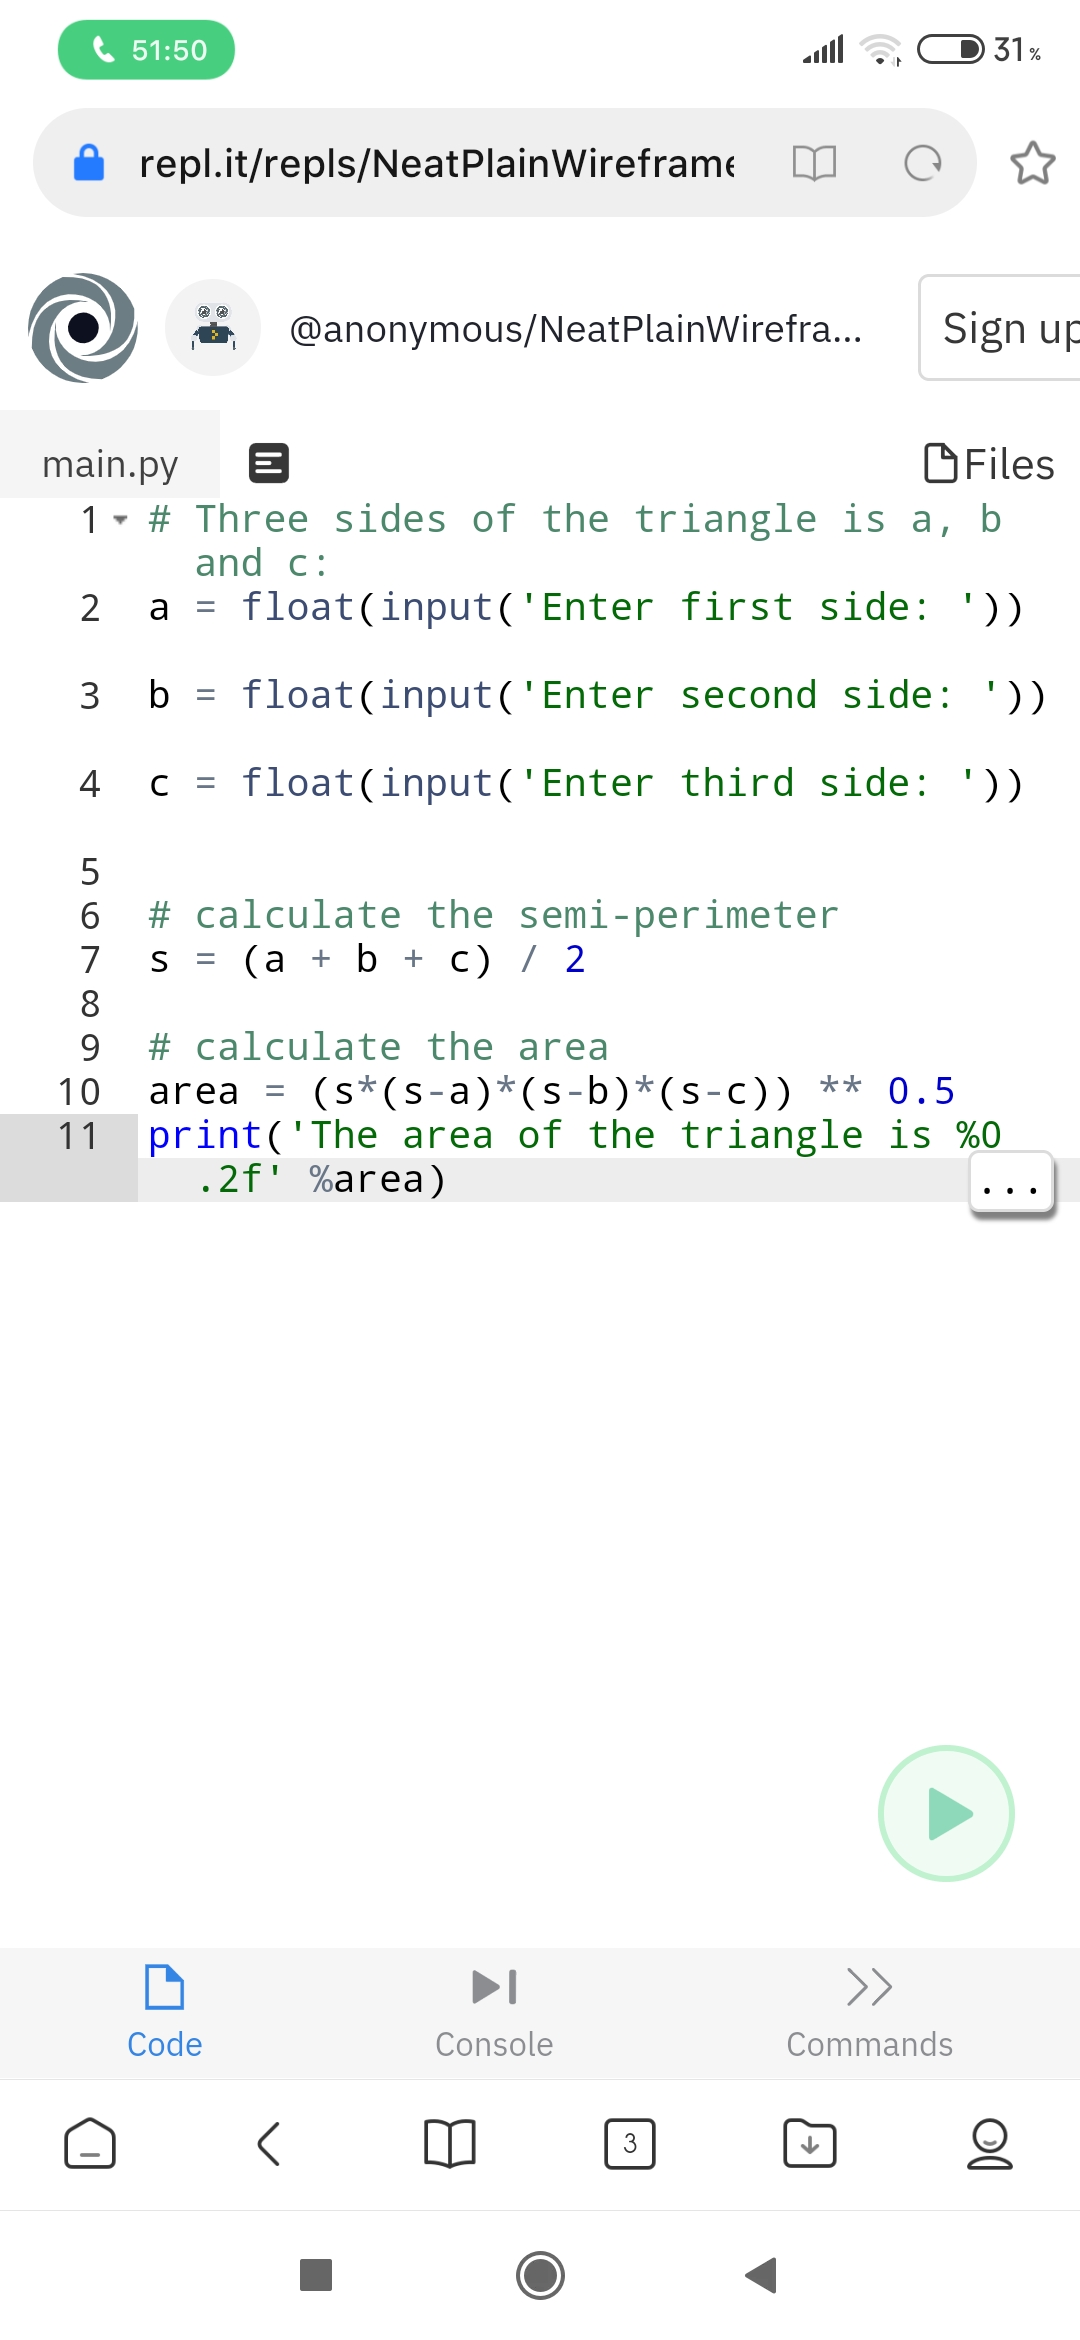 51:50
31%
repl.it/repls/NeatPlainWireframe
@anonymous/NeatPlainWirefra...
Sign up
main.py
Files
1 # Three sides of the triangle is a, b
and c:
2 a = float(input('Enter first side: '))
3 b = float(input('Enter second side: '))
4 c = float(input('Enter third side: '))
5
6 # calculate the semi-perimeter
7 s = (a + b + c) / 2
8
9 # calculate the area
10 area = (s*(s-a)*(s-b)*(s-c)) ** 0.5
11 print('The area of the triangle is %0
.2f' %area)
...
Code
Console
Commands
3